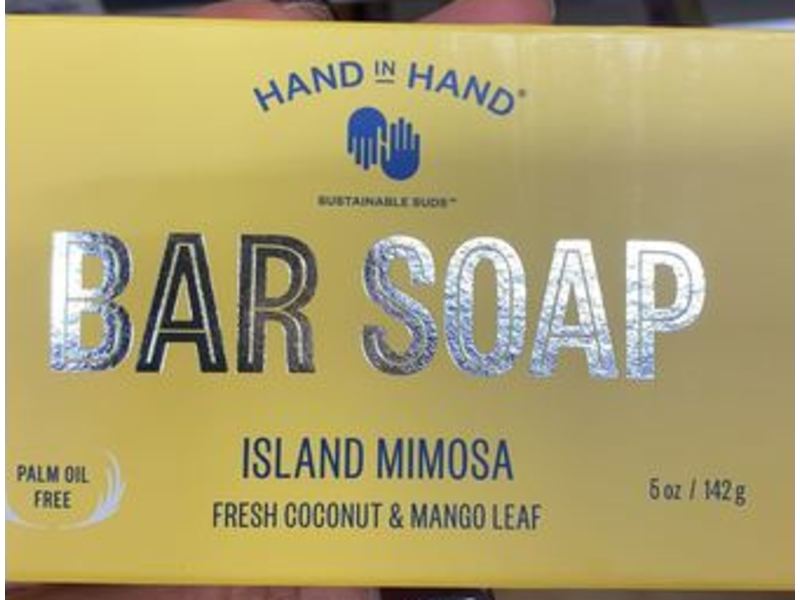 HAND IN HAND®
SUSTAINABLE SUDS™
BAR SOAP
ISLAND MIMOSA
FRESH COCONUT & MANGO LEAF
PALM OIL
FREE
5 oz / 142 g